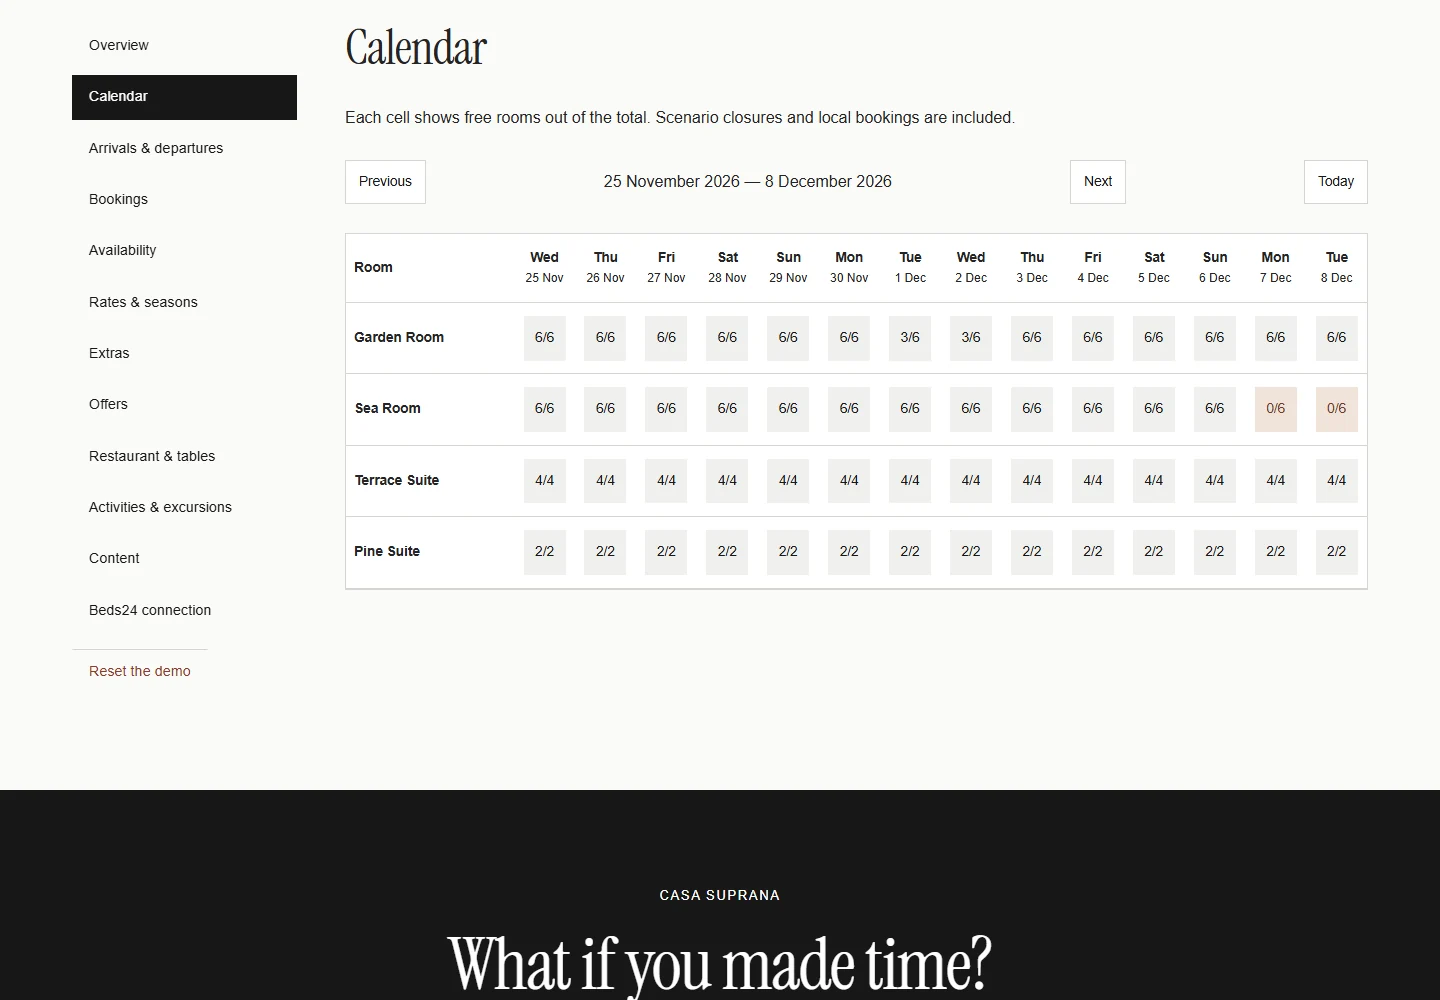 Overview
Calendar
Arrivals & departures
Bookings
Availability
Rates & seasons
Extras
Offers
Restaurant & tables
Activities & excursions
Content
Beds24 connection
Reset the demo
Calendar
Each cell shows free rooms out of the total. Scenario closures and local bookings are included.
Previous 25 November 2026 — 8 December 2026 Next Today
Room Wed Thu Fri Sat Sun Mon Tue Wed Thu Fri Sat Sun Mon Tue
25 Nov 26 Nov 27 Nov 28 Nov 29 Nov 30 Nov 1 Dec 2 Dec 3 Dec 4 Dec 5 Dec 6 Dec 7 Dec 8 Dec
Garden Room 6/6 6/6 6/6 6/6 6/6 6/6 3/6 3/6 6/6 6/6 6/6 6/6 6/6 6/6
Sea Room 6/6 6/6 6/6 6/6 6/6 6/6 6/6 6/6 6/6 6/6 6/6 6/6 0/6 0/6
Terrace Suite 4/4 4/4 4/4 4/4 4/4 4/4 4/4 4/4 4/4 4/4 4/4 4/4 4/4 4/4
Pine Suite 2/2 2/2 2/2 2/2 2/2 2/2 2/2 2/2 2/2 2/2 2/2 2/2 2/2 2/2
CASA SUPRANA
What if you made time?